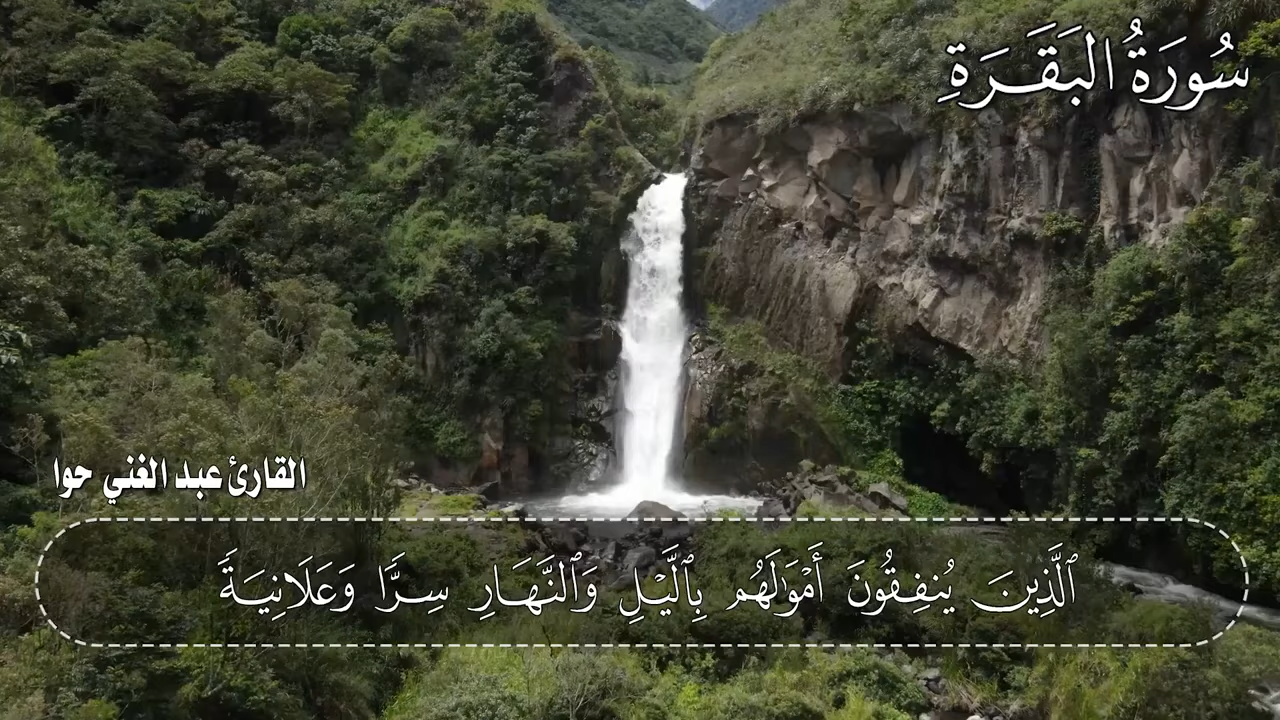 سُورَةُ البَقَرَةِ
القارئ عبد الغني حوا
ٱلَّذِينَ يُنفِقُونَ أَمْوَٰلَهُم بِٱلَّيْلِ وَٱلنَّهَارِ سِرًّا وَعَلَانِيَةً